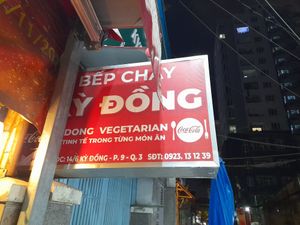 BẾP CHAY
KỲ ĐỒNG
DONG VEGETARIAN
TINH TẾ TRONG TỪNG MÓN ĂN
Coca-Cola
ĐC: 14/6 KỲ ĐỒNG - P. 9 - Q. 3 SĐT: 0923. 13 12 39